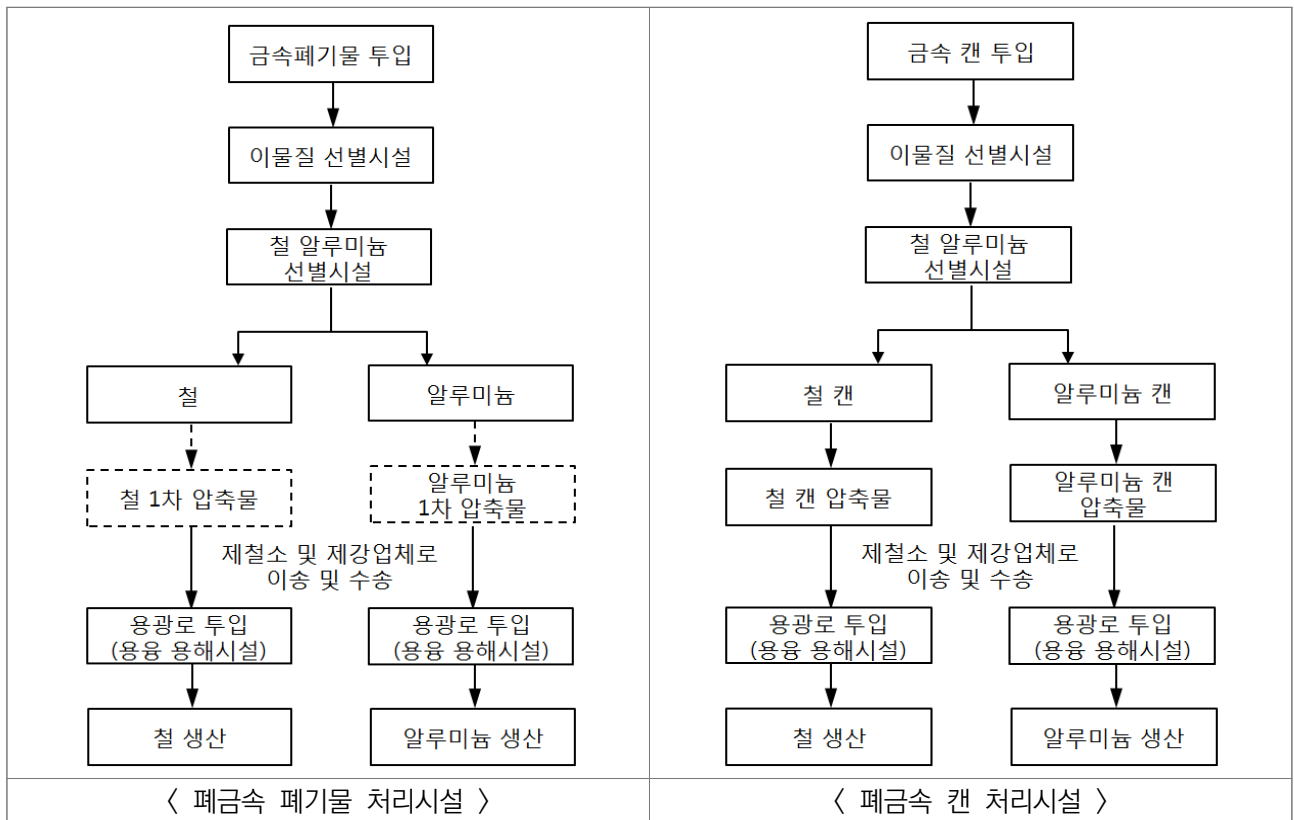 금속폐기물 투입
이물질 선별시설
철 알루미늄
선별시설
철
알루미늄
철 1차 압축물
알루미늄
1차 압축물
제철소 및 제강업체로
이송 및 수송
용광로 투입
(용융 용해시설)
용광로 투입
(용융 용해시설)
철 생산
알루미늄 생산
〈 폐금속 폐기물 처리시설 〉
금속 캔 투입
이물질 선별시설
철 알루미늄
선별시설
철 캔
알루미늄 캔
철 캔 압축물
알루미늄 캔
압축물
제철소 및 제강업체로
이송 및 수송
용광로 투입
(용융 용해시설)
용광로 투입
(용융 용해시설)
철 생산
알루미늄 생산
〈 폐금속 캔 처리시설 〉